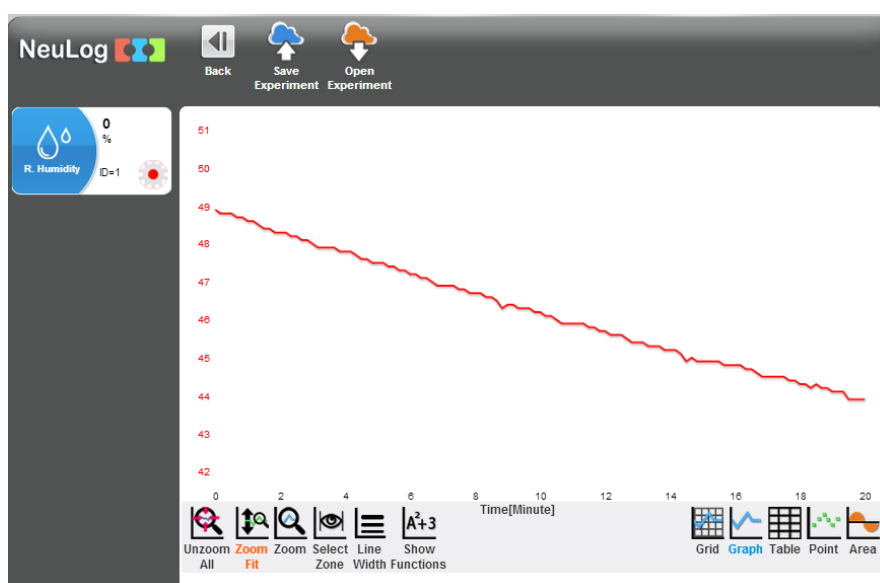 NeuLog
Back
Save
Experiment
Open
Experiment
0
%
R. Humidity
ID=1
51
50
49
48
47
46
45
44
43
42
0 2 4 6 8 10 12 14 16 18 20
Time[Minute]
A²+3
Unzoom
All
Zoom
Fit
Zoom
Select
Zone
Line
Width
Show
Functions
Grid
Graph
Table
Point
Area